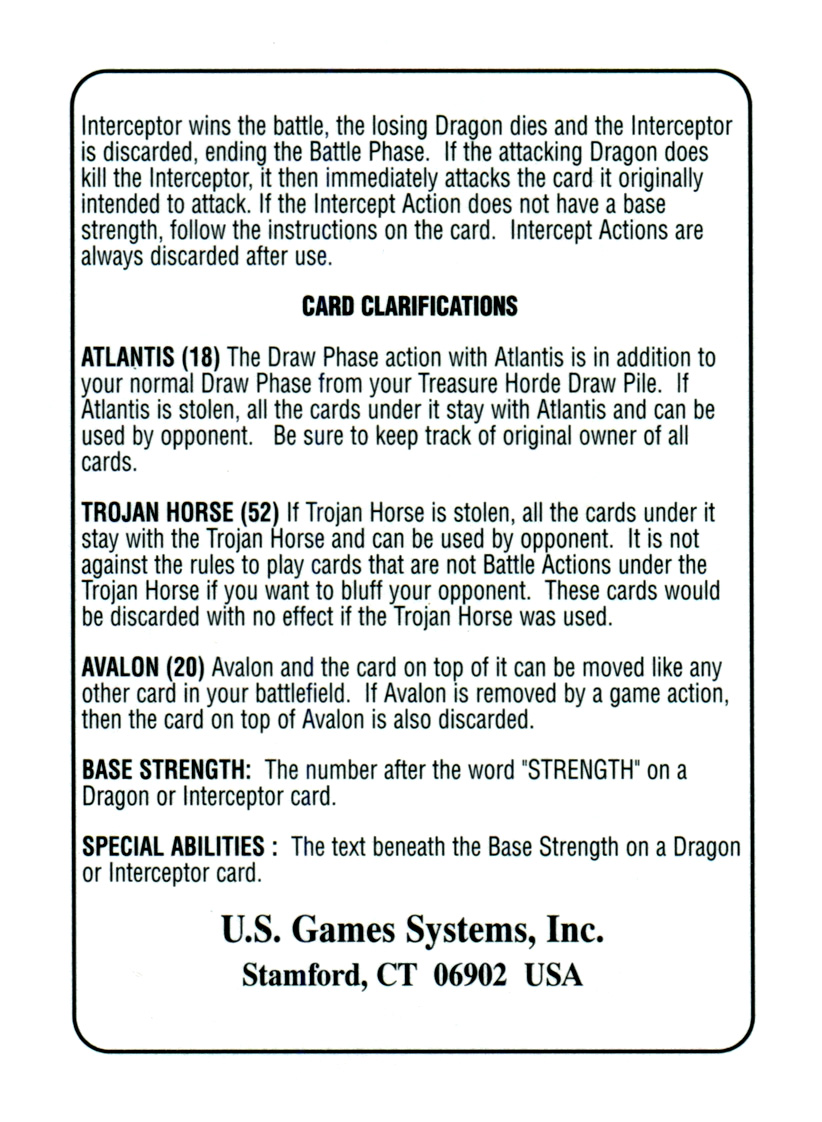 Interceptor wins the battle, the losing Dragon dies and the Interceptor
is discarded, ending the Battle Phase.  If the attacking Dragon does
kill the Interceptor, it then immediately attacks the card it originally
intended to attack. If the Intercept Action does not have a base
strength, follow the instructions on the card.  Intercept Actions are
always discarded after use.
CARD CLARIFICATIONS
ATLANTIS (18) The Draw Phase action with Atlantis is in addition to
your normal Draw Phase from your Treasure Horde Draw Pile.  If
Atlantis is stolen, all the cards under it stay with Atlantis and can be
used by opponent.   Be sure to keep track of original owner of all
cards.
TROJAN HORSE (52) If Trojan Horse is stolen, all the cards under it
stay with the Trojan Horse and can be used by opponent.  It is not
against the rules to play cards that are not Battle Actions under the
Trojan Horse if you want to bluff your opponent.  These cards would
be discarded with no effect if the Trojan Horse was used.
AVALON (20) Avalon and the card on top of it can be moved like any
other card in your battlefield.  If Avalon is removed by a game action,
then the card on top of Avalon is also discarded.
BASE STRENGTH:  The number after the word "STRENGTH" on a
Dragon or Interceptor card.
SPECIAL ABILITIES :  The text beneath the Base Strength on a Dragon
or Interceptor card.
U.S. Games Systems, Inc.
Stamford, CT  06902  USA